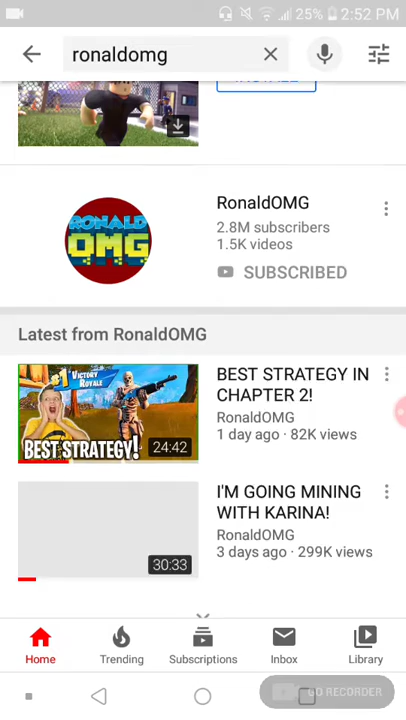 25% 2:52 PM
ronaldomg
RonaldOMG
2.8M subscribers
1.5K videos
SUBSCRIBED
RONALD
OMG
Latest from RonaldOMG
#1 VICTORY ROYALE
BEST STRATEGY!
24:42
BEST STRATEGY IN
CHAPTER 2!
RonaldOMG
1 day ago · 82K views
30:33
I'M GOING MINING
WITH KARINA!
RonaldOMG
3 days ago · 299K views
Home
Trending
Subscriptions
Inbox
Library
GO RECORDER